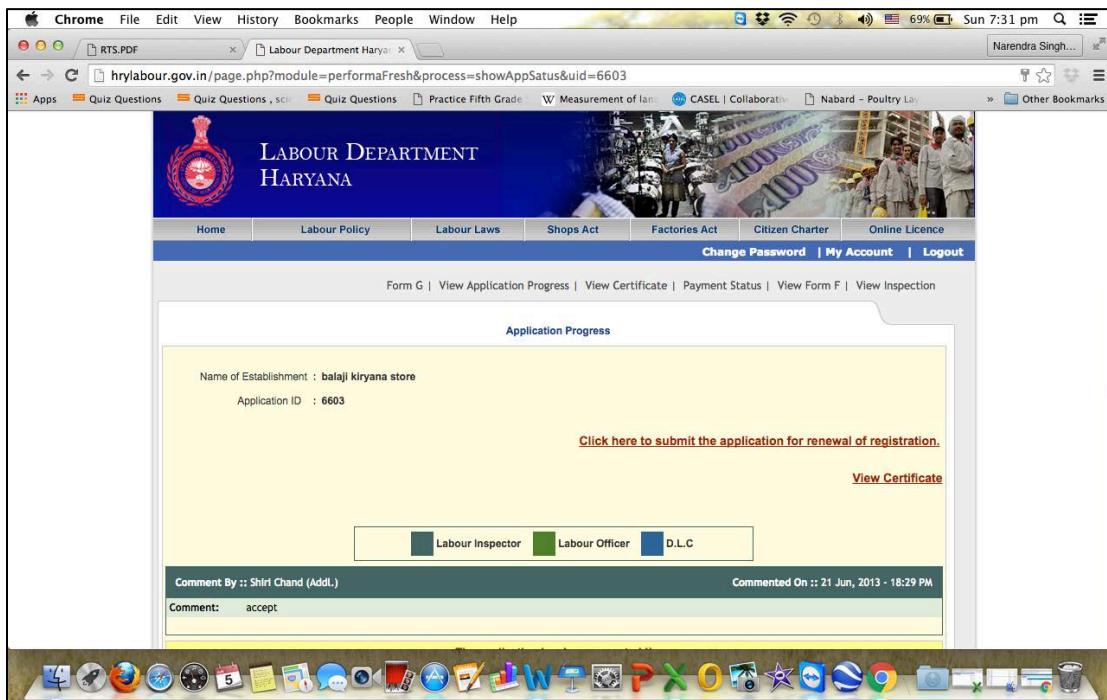 Chrome File Edit View History Bookmarks People Window Help 69% Sun 7:31 pm
RTS.PDF Labour Department Haryan Narendra Singh...
hrylabour.gov.in/page.php?module=performaFresh&process=showAppSatus&uid=6603
Apps Quiz Questions Quiz Questions , sci Quiz Questions Practice Fifth Grade W Measurement of lan CASEL | Collaborativ Nabard - Poultry Lay » Other Bookmarks
LABOUR DEPARTMENT
HARYANA
Home Labour Policy Labour Laws Shops Act Factories Act Citizen Charter Online Licence
Change Password | My Account | Logout
Form G | View Application Progress | View Certificate | Payment Status | View Form F | View Inspection
Application Progress
Name of Establishment : balaji kiryana store
Application ID : 6603
Click here to submit the application for renewal of registration.
View Certificate
Labour Inspector Labour Officer D.L.C
Comment By :: Shiri Chand (Addl.) Commented On :: 21 Jun, 2013 - 18:29 PM
Comment: accept